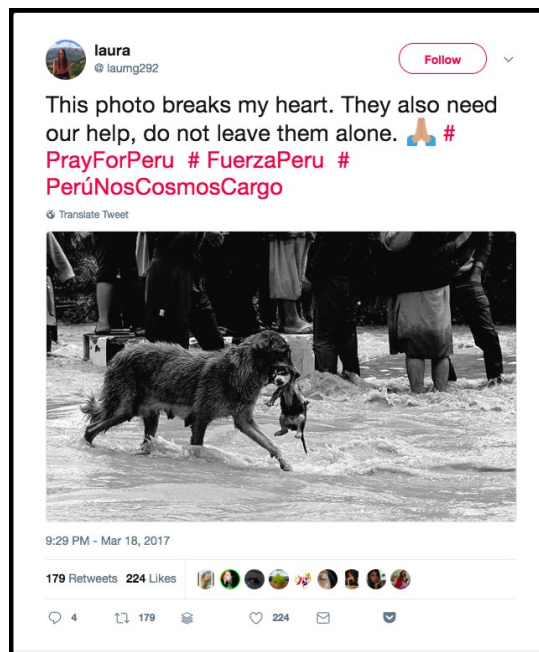 laura
@ laumg292
Follow
This photo breaks my heart. They also need
our help, do not leave them alone. 🙏🏼 #
PrayForPeru # FuerzaPeru #
PerúNosCosmosCargo
Translate Tweet
9:29 PM - Mar 18, 2017
179 Retweets 224 Likes
4 179 224